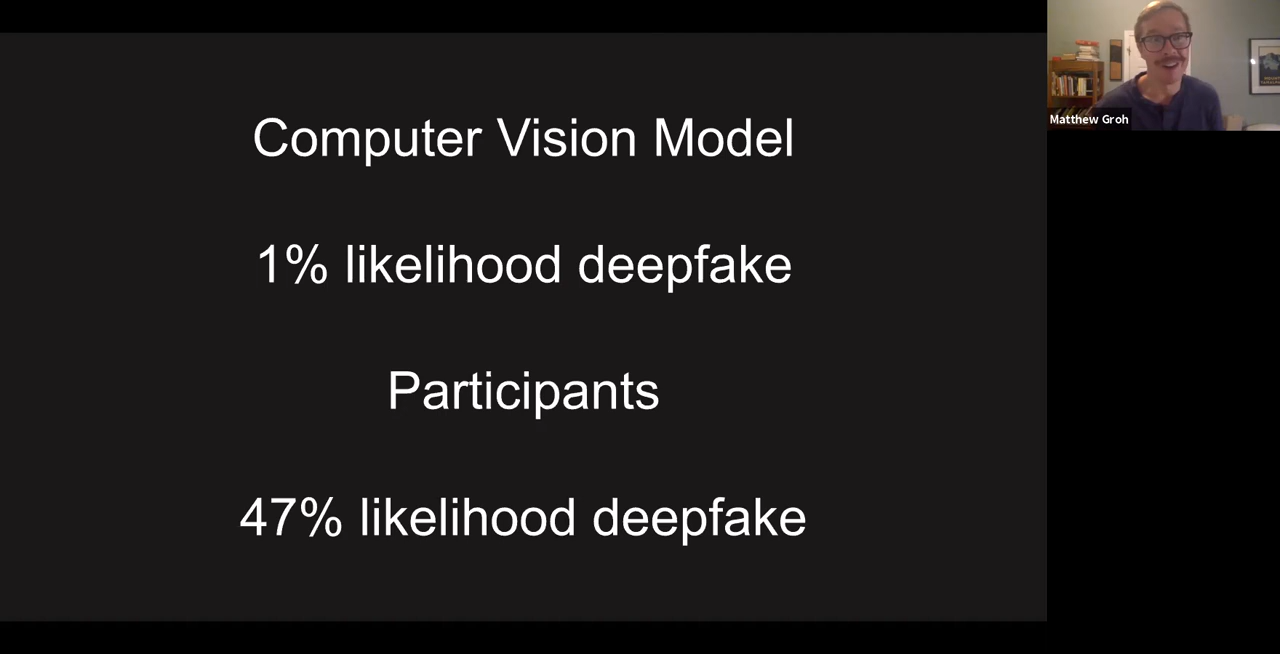 Computer Vision Model
1% likelihood deepfake
Participants
47% likelihood deepfake
Matthew Groh